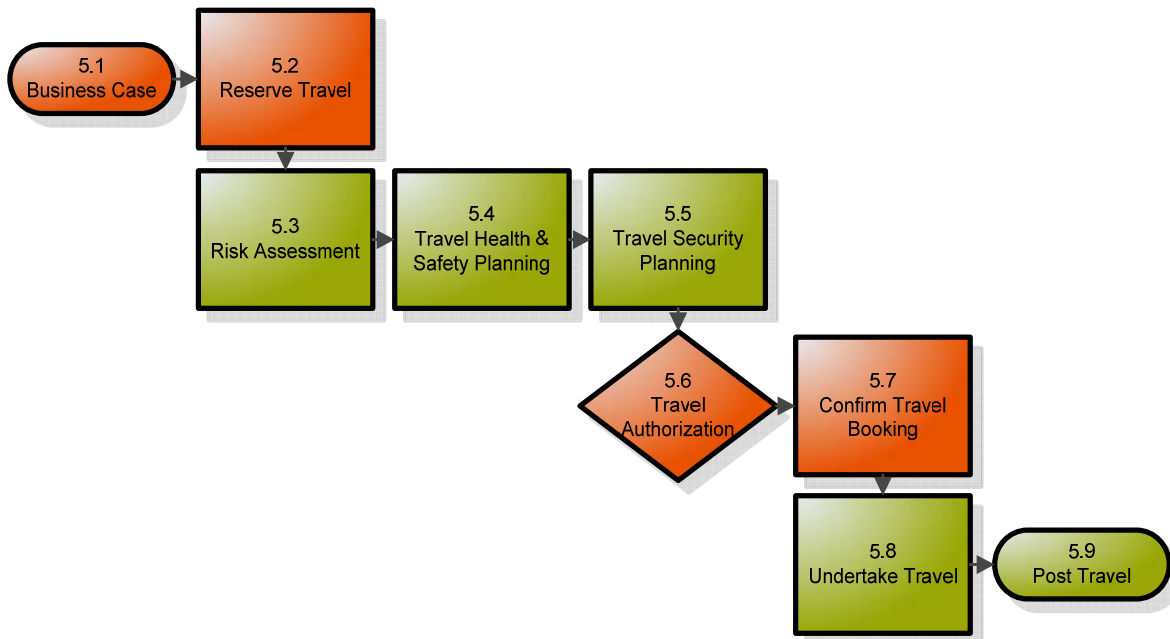 5.1
Business Case
5.2
Reserve Travel
5.3
Risk Assessment
5.4
Travel Health &
Safety Planning
5.5
Travel Security
Planning
5.6
Travel
Authorization
5.7
Confirm Travel
Booking
5.8
Undertake Travel
5.9
Post Travel